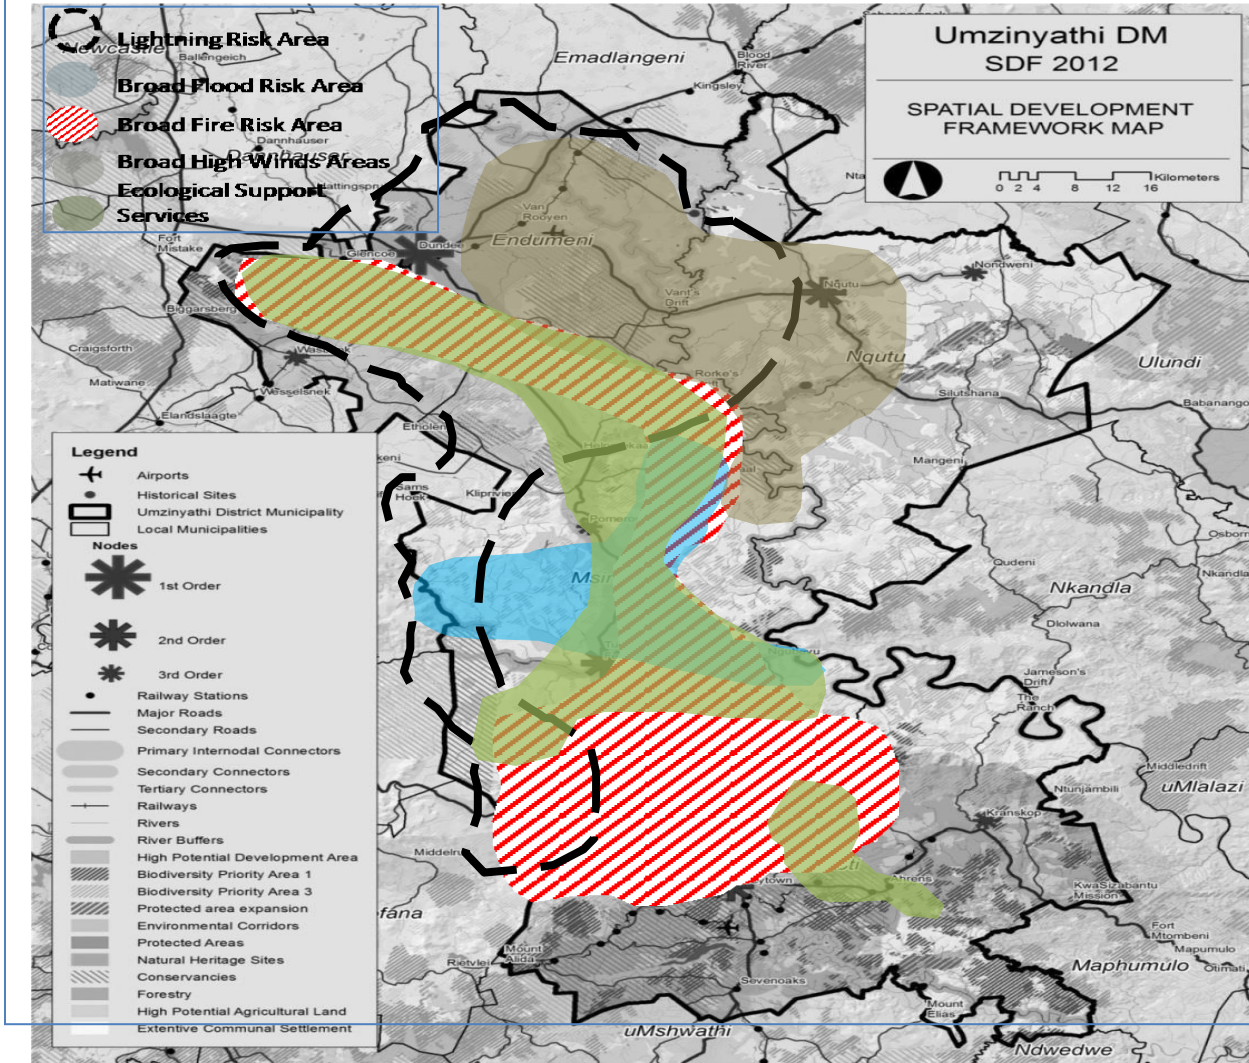 Lightning Risk Area
Broad Flood Risk Area
Broad Fire Risk Area
Broad High Winds Areas
Ecological Support
Services
Umzinyathi DM
SDF 2012
SPATIAL DEVELOPMENT
FRAMEWORK MAP
0 2 4 8 12 16 Kilometers
Newcastle
Ballengeich
Dannhauser
Dannhauser
Emadlangeni
Blood
River
Kingsley
Fort
Mistake
Glencoe
Dundee
Van
Rooyen
Endumeni
Nondweni
Nqutu
Vant's
Drift
Biggarsberg
Craigsforth
Matiwane
Wesselsnek
Elandslaagte
Rorke's
Nqutu
Ulundi
Silutshana
Babanango
Mangeni
Sams
Hoek
Pomeroy
Qudeni
Nkandla
Nkandla
Dlolwana
Jameson's
Drift
The
Ranch
Middledrift
uMlalazi
Ntunjambili
Kranskop
Ahrens
KwaSizabantu
Mission
Fort
Mtombeni
Mapumulo
Maphumulo
Otimati
Mount
Alida
Rietvlei
Sevenoaks
Mount
Elias
uMshwathi
Ndwedwe
Legend
Airports
Historical Sites
Umzinyathi District Municipality
Local Municipalities
Nodes
1st Order
2nd Order
3rd Order
Railway Stations
Major Roads
Secondary Roads
Primary Internodal Connectors
Secondary Connectors
Tertiary Connectors
Railways
Rivers
River Buffers
High Potential Development Area
Biodiversity Priority Area 1
Biodiversity Priority Area 3
Protected area expansion
Environmental Corridors
Protected Areas
Natural Heritage Sites
Conservancies
Forestry
High Potential Agricultural Land
Extentive Communal Settlement